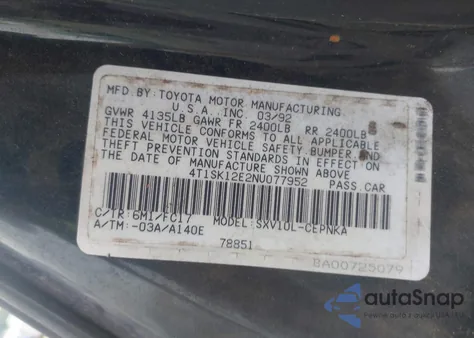 MFD.BY:TOYOTA MOTOR MANUFACTURING,
U.S.A., INC. 03/92
GVWR 4135LB GAWR FR 2400LB RR 2400LB
THIS VEHICLE CONFORMS TO ALL APPLICABLE
FEDERAL MOTOR VEHICLE SAFETY,BUMPER,AND
THEFT PREVENTION STANDARDS IN EFFECT ON
THE DATE OF MANUFACTURE SHOWN ABOVE.
4T1SK12E2NU077952 PASS.CAR
C/TR:6M1/FC17 MODEL:SXV10L-CEPNKA
A/TM:-03A/A140E
78851
BA00725079
autoSnap